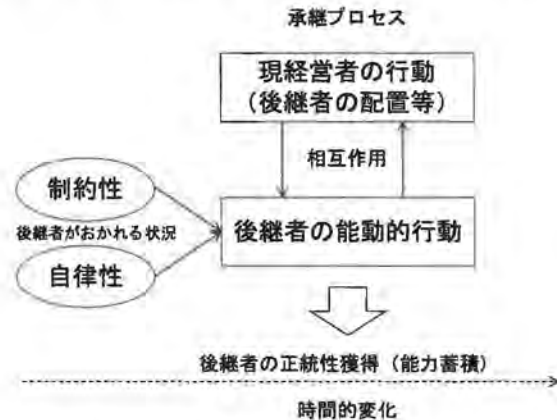 承継プロセス
現経営者の行動
（後継者の配置等）
相互作用
制約性
後継者がおかれる状況
自律性
後継者の能動的行動
後継者の正統性獲得（能力蓄積）
時間的変化